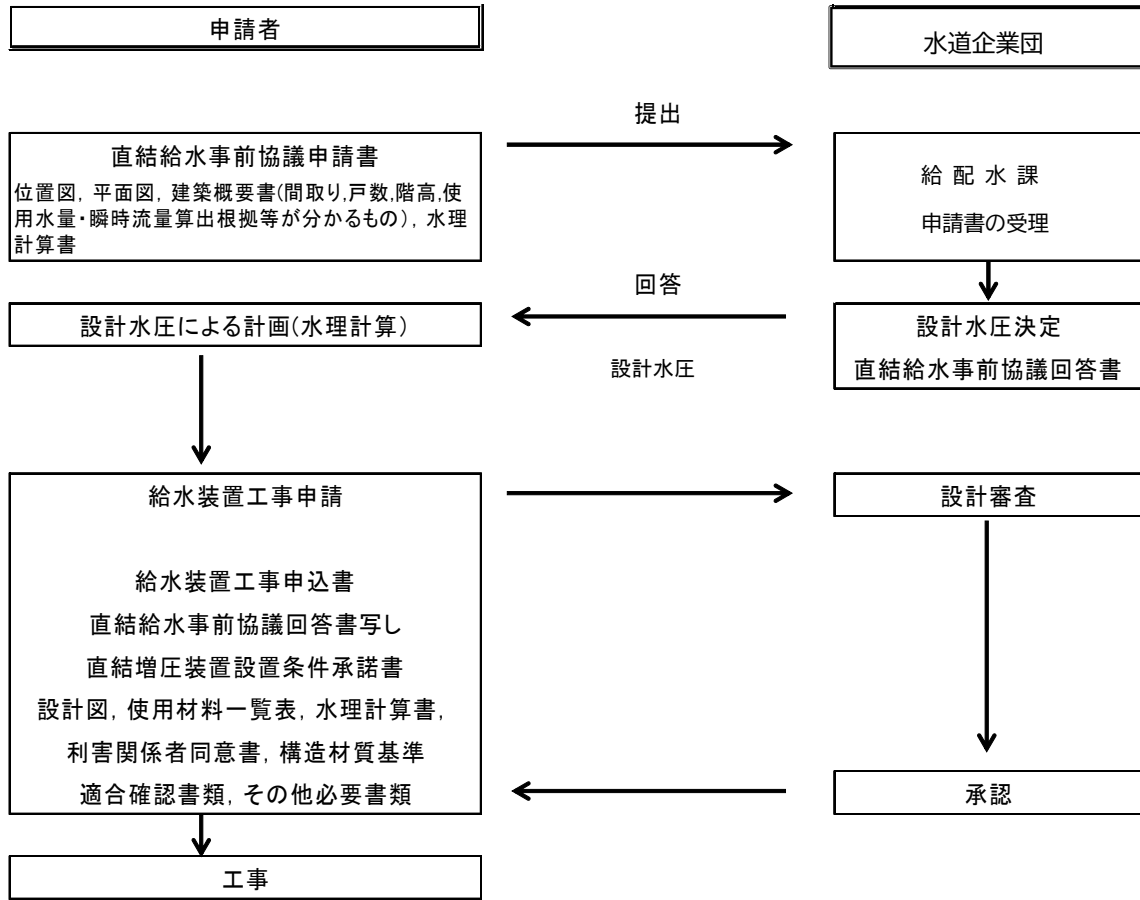 申請者
水道企業団
提出
直結給水事前協議申請書
位置図, 平面図, 建築概要書(間取り,戸数,階高,使
用水量・瞬時流量算出根拠等が分かるもの), 水理
計算書
給配水課
申請書の受理
回答
設計水圧による計画(水理計算)
設計水圧
設計水圧決定
直結給水事前協議回答書
給水装置工事申請
設計審査
給水装置工事申込書
直結給水事前協議回答書写し
直結増圧装置設置条件承諾書
設計図, 使用材料一覧表, 水理計算書,
利害関係者同意書, 構造材質基準
適合確認書類, その他必要書類
承認
工事